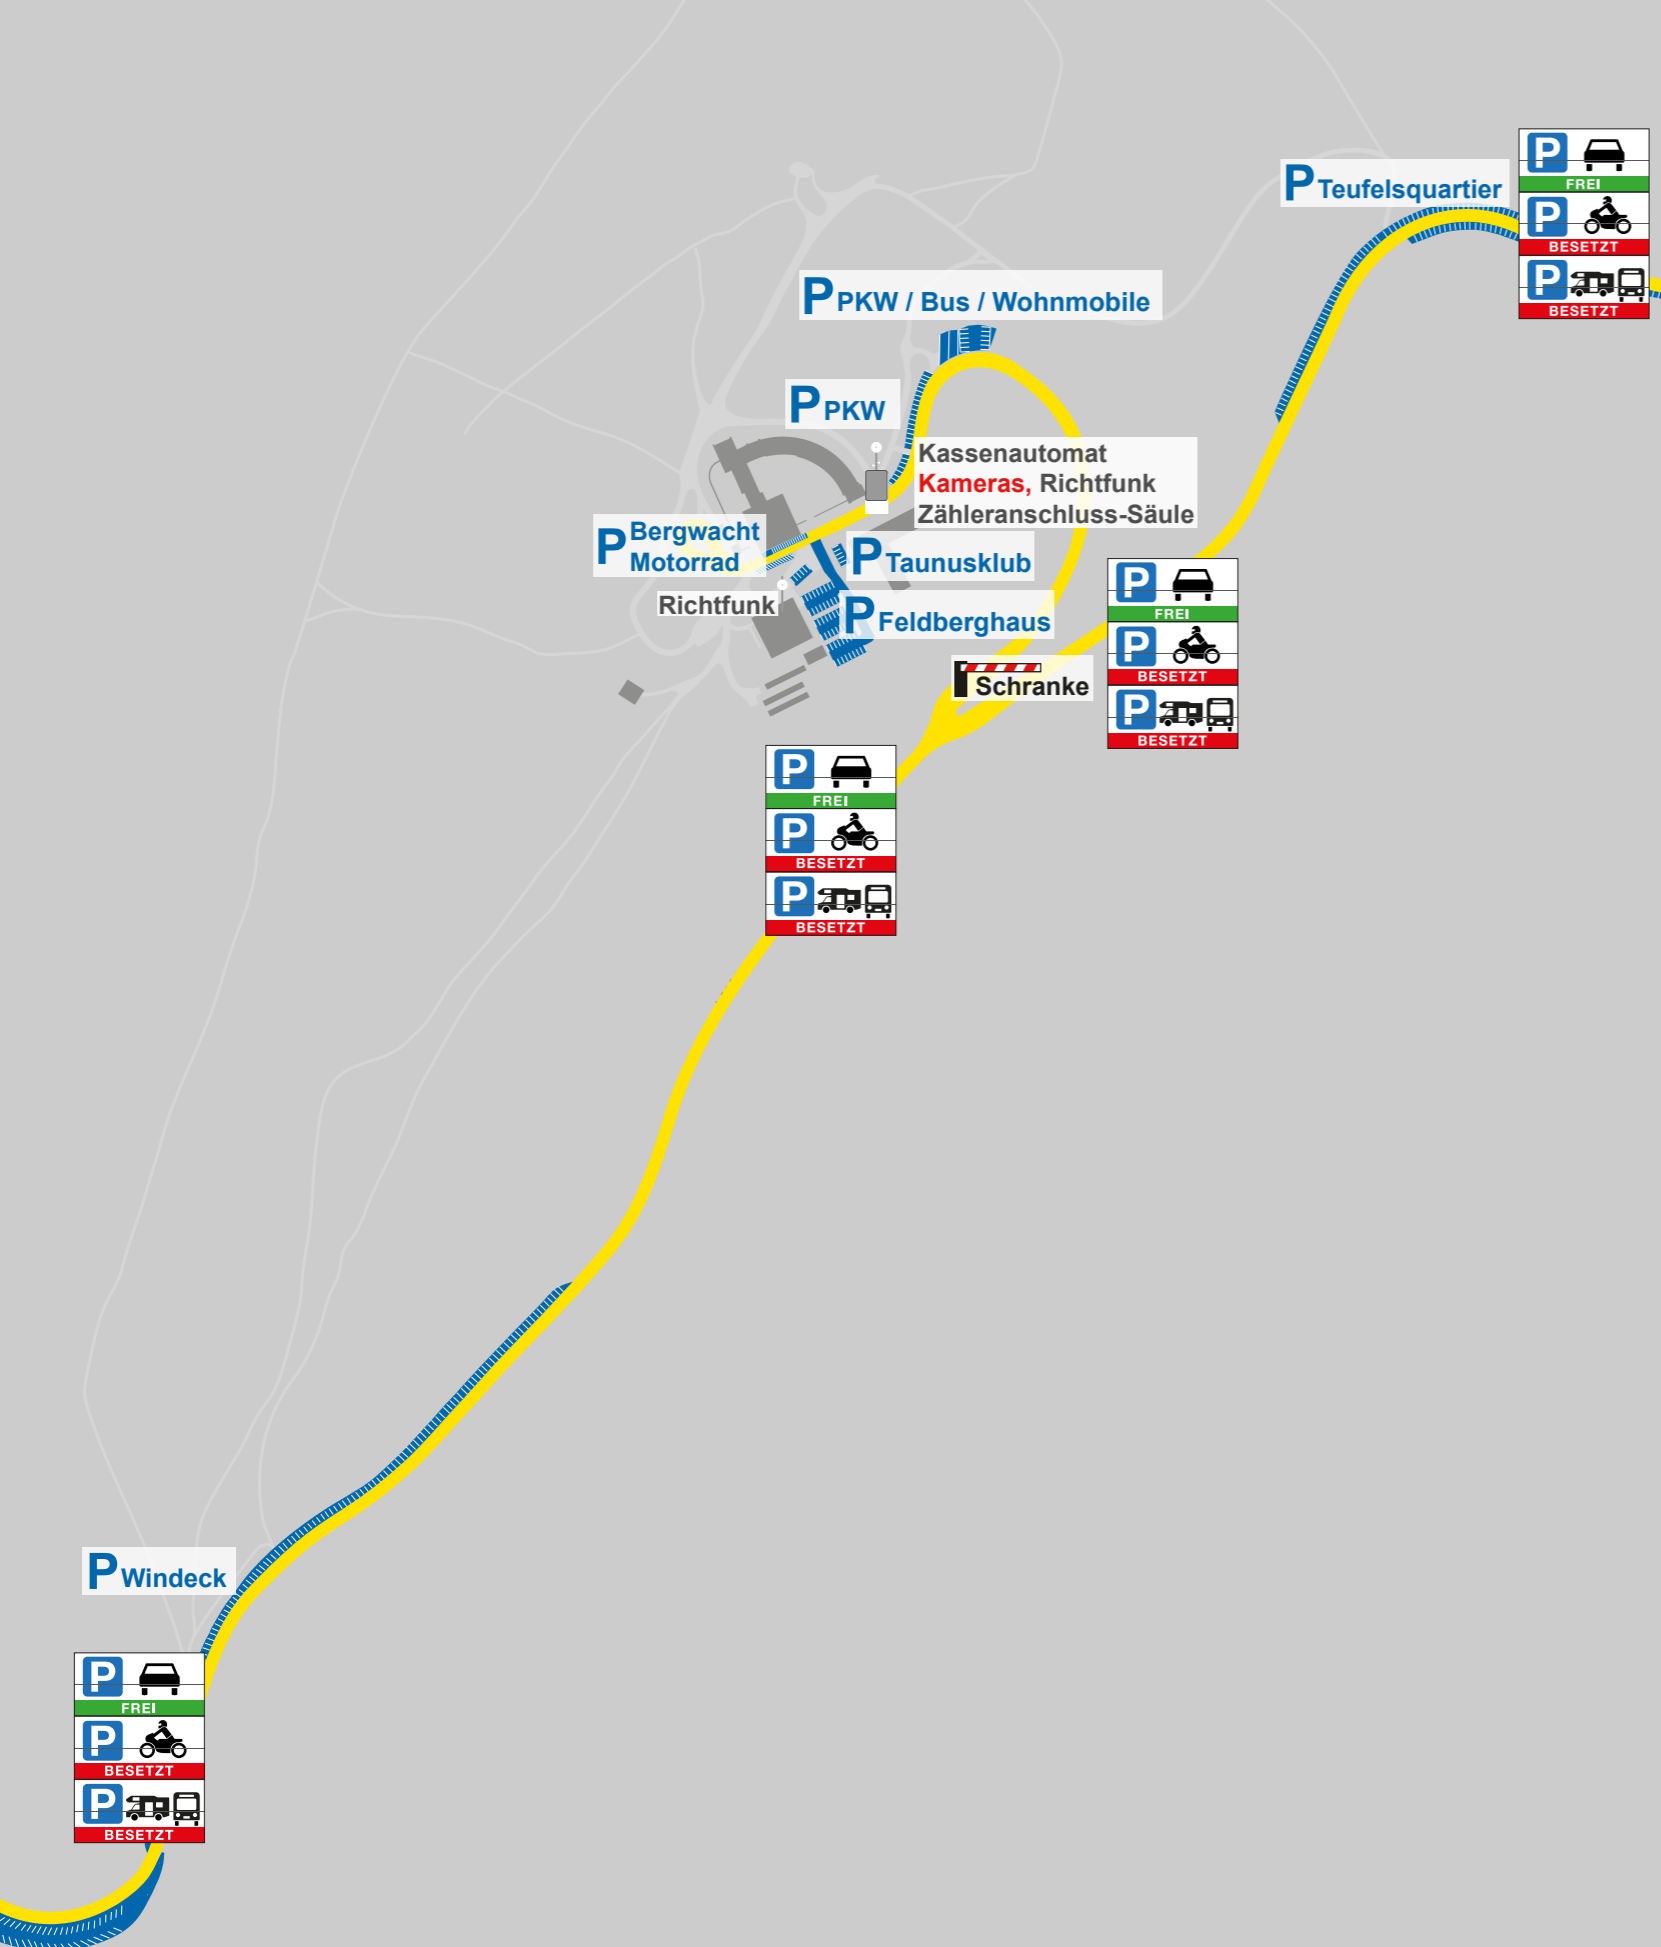 P Teufelsquartier
P
FREI
P
BESETZT
P
BESETZT
P PKW / Bus / Wohnmobile
P PKW
Kassenautomat
Kameras, Richtfunk
Zähleranschluss-Säule
P Bergwacht
Motorrad
P Taunusklub
Richtfunk
P Feldberghaus
Schranke
P
FREI
P
BESETZT
P
BESETZT
P
FREI
P
BESETZT
P
BESETZT
P Windeck
P
FREI
P
BESETZT
P
BESETZT